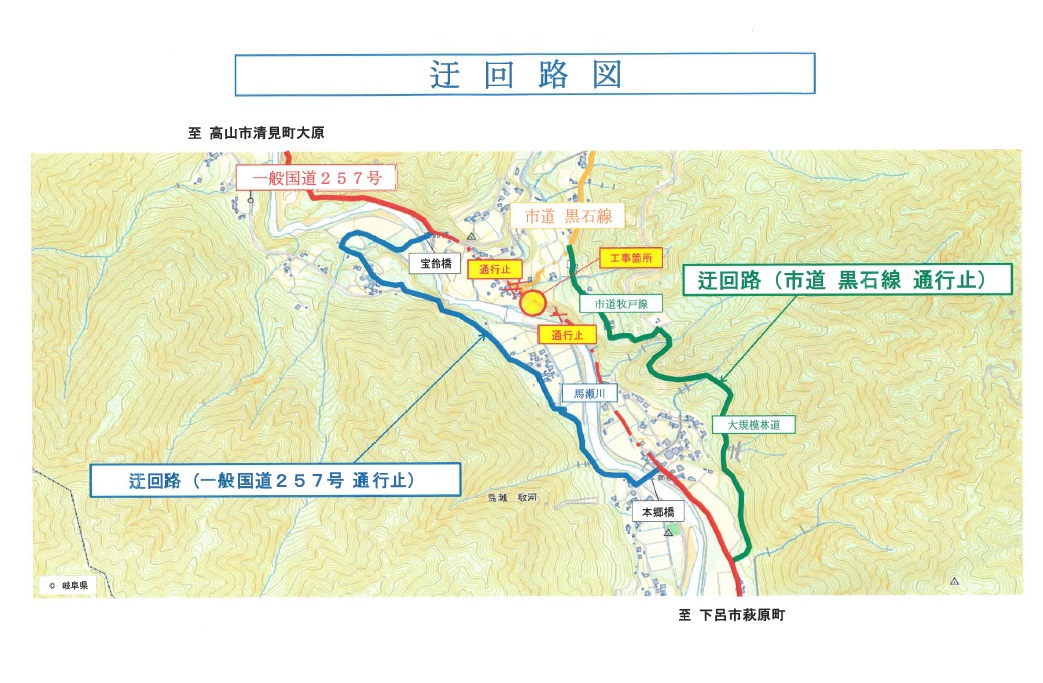 迂回路図
至 高山市清見町大原
一般国道257号
市道 黒石線
宝鈴橋
通行止
工事箇所
迂回路(市道 黒石線 通行止)
市道牧戸線
通行止
馬瀬川
大規模林道
迂回路(一般国道257号 通行止)
本郷橋
© 岐阜県
至 下呂市萩原町